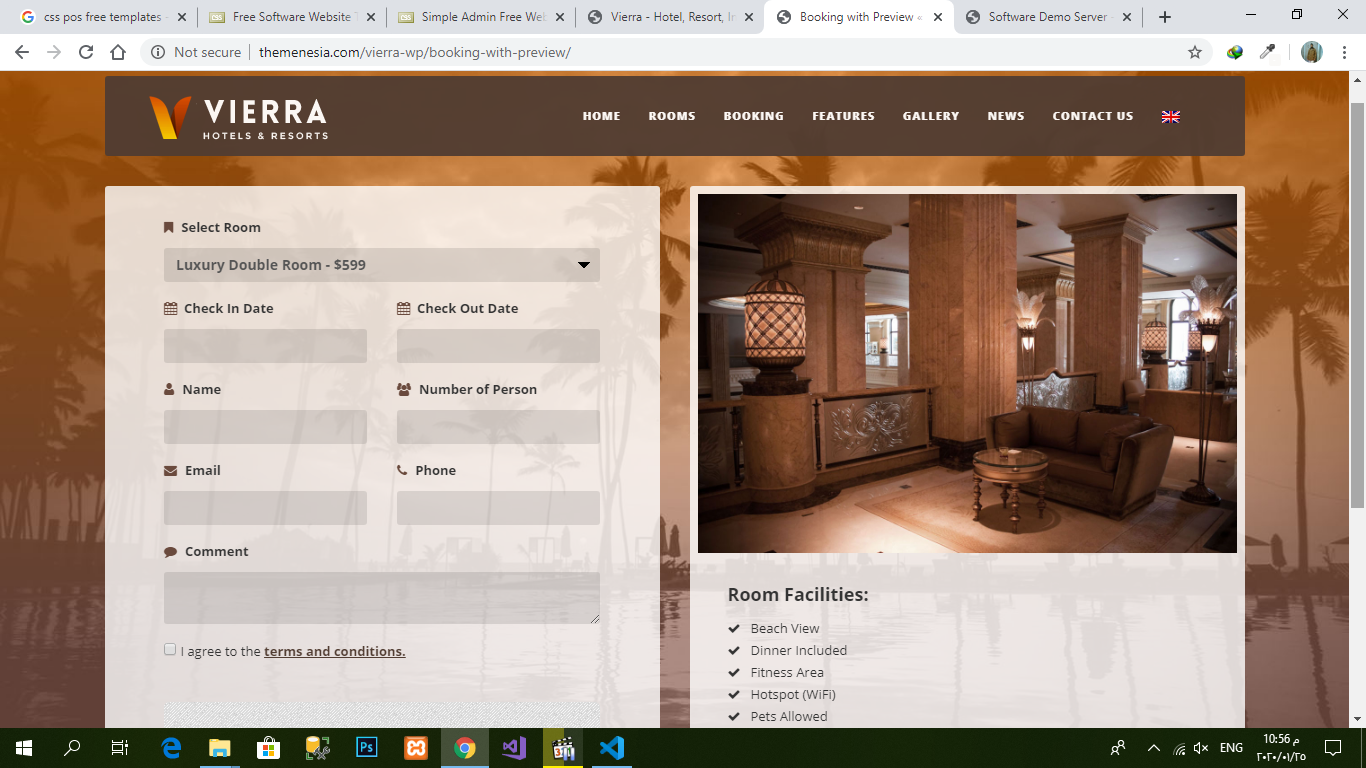 css pos free templates -
Free Software Website T
Simple Admin Free Web
Vierra - Hotel, Resort, In
Booking with Preview «
Software Demo Server -
Not secure
themenesia.com/vierra-wp/booking-with-preview/
VIERRA
HOTELS & RESORTS
HOME
ROOMS
BOOKING
FEATURES
GALLERY
NEWS
CONTACT US
Select Room
Luxury Double Room - $599
Check In Date
Check Out Date
Name
Number of Person
Email
Phone
Comment
I agree to the terms and conditions.
Room Facilities:
Beach View
Dinner Included
Fitness Area
Hotspot (WiFi)
Pets Allowed
Ps
ENG
10:56 م
٢٠٢٠/٠١/٢٥